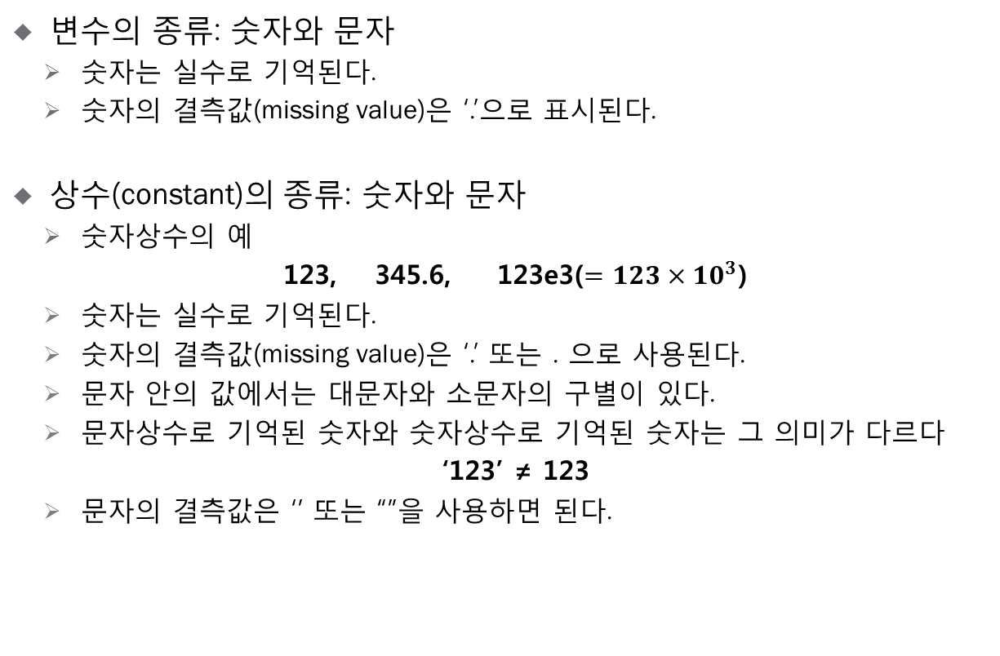 ◆ 변수의 종류: 숫자와 문자
➢ 숫자는 실수로 기억된다.
➢ 숫자의 결측값(missing value)은 ‘.’으로 표시된다.
◆ 상수(constant)의 종류: 숫자와 문자
➢ 숫자상수의 예
123, 345.6, 123e3(= 123 × 10³)
➢ 숫자는 실수로 기억된다.
➢ 숫자의 결측값(missing value)은 ‘.’ 또는 . 으로 사용된다.
➢ 문자 안의 값에서는 대문자와 소문자의 구별이 있다.
➢ 문자상수로 기억된 숫자와 숫자상수로 기억된 숫자는 그 의미가 다르다
‘123’ ≠ 123
➢ 문자의 결측값은 ‘’ 또는 “”을 사용하면 된다.